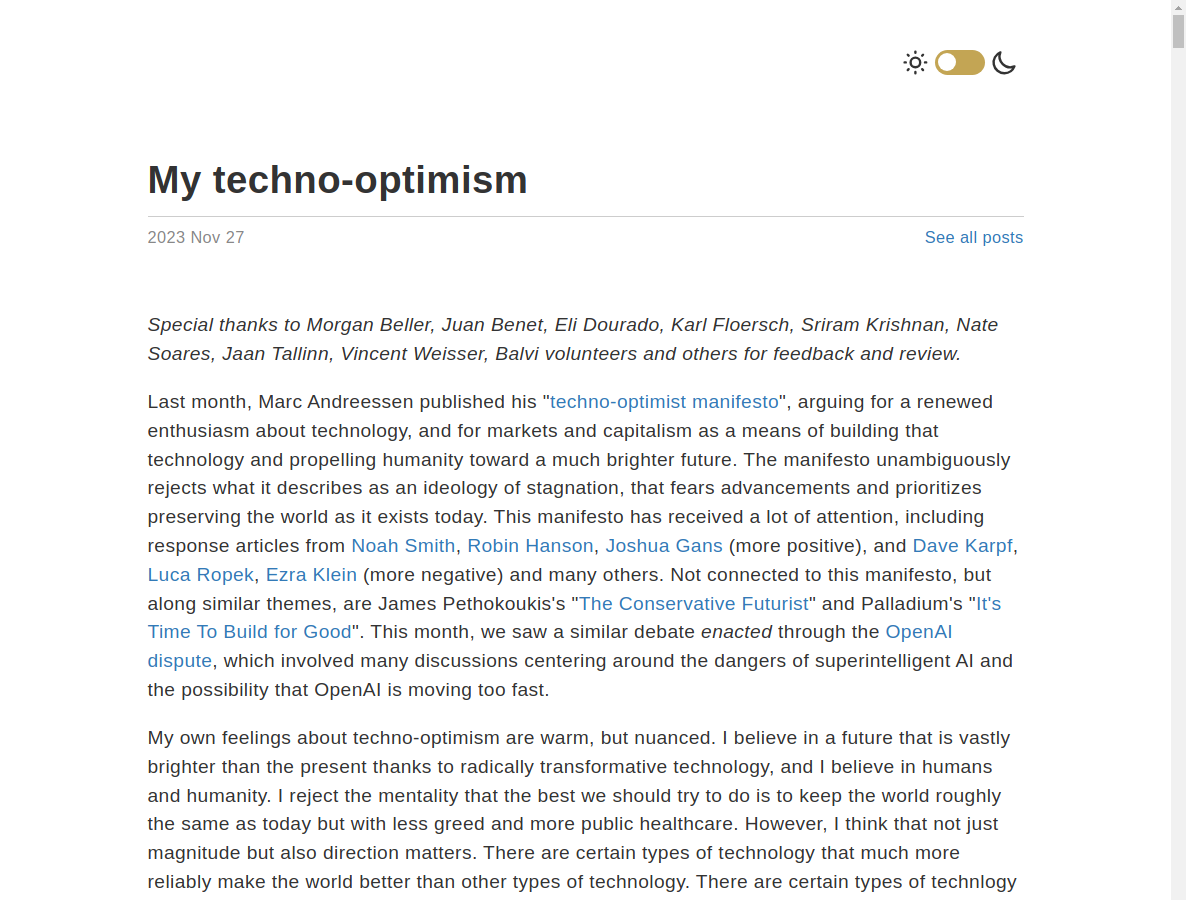 My techno-optimism
2023 Nov 27
See all posts
Special thanks to Morgan Beller, Juan Benet, Eli Dourado, Karl Floersch, Sriram Krishnan, Nate
Soares, Jaan Tallinn, Vincent Weisser, Balvi volunteers and others for feedback and review.
Last month, Marc Andreessen published his "techno-optimist manifesto", arguing for a renewed
enthusiasm about technology, and for markets and capitalism as a means of building that
technology and propelling humanity toward a much brighter future. The manifesto unambiguously
rejects what it describes as an ideology of stagnation, that fears advancements and prioritizes
preserving the world as it exists today. This manifesto has received a lot of attention, including
response articles from Noah Smith, Robin Hanson, Joshua Gans (more positive), and Dave Karpf,
Luca Ropek, Ezra Klein (more negative) and many others. Not connected to this manifesto, but
along similar themes, are James Pethokoukis's "The Conservative Futurist" and Palladium's "It's
Time To Build for Good". This month, we saw a similar debate enacted through the OpenAI
dispute, which involved many discussions centering around the dangers of superintelligent AI and
the possibility that OpenAI is moving too fast.
My own feelings about techno-optimism are warm, but nuanced. I believe in a future that is vastly
brighter than the present thanks to radically transformative technology, and I believe in humans
and humanity. I reject the mentality that the best we should try to do is to keep the world roughly
the same as today but with less greed and more public healthcare. However, I think that not just
magnitude but also direction matters. There are certain types of technology that much more
reliably make the world better than other types of technology. There are certain types of technlogy